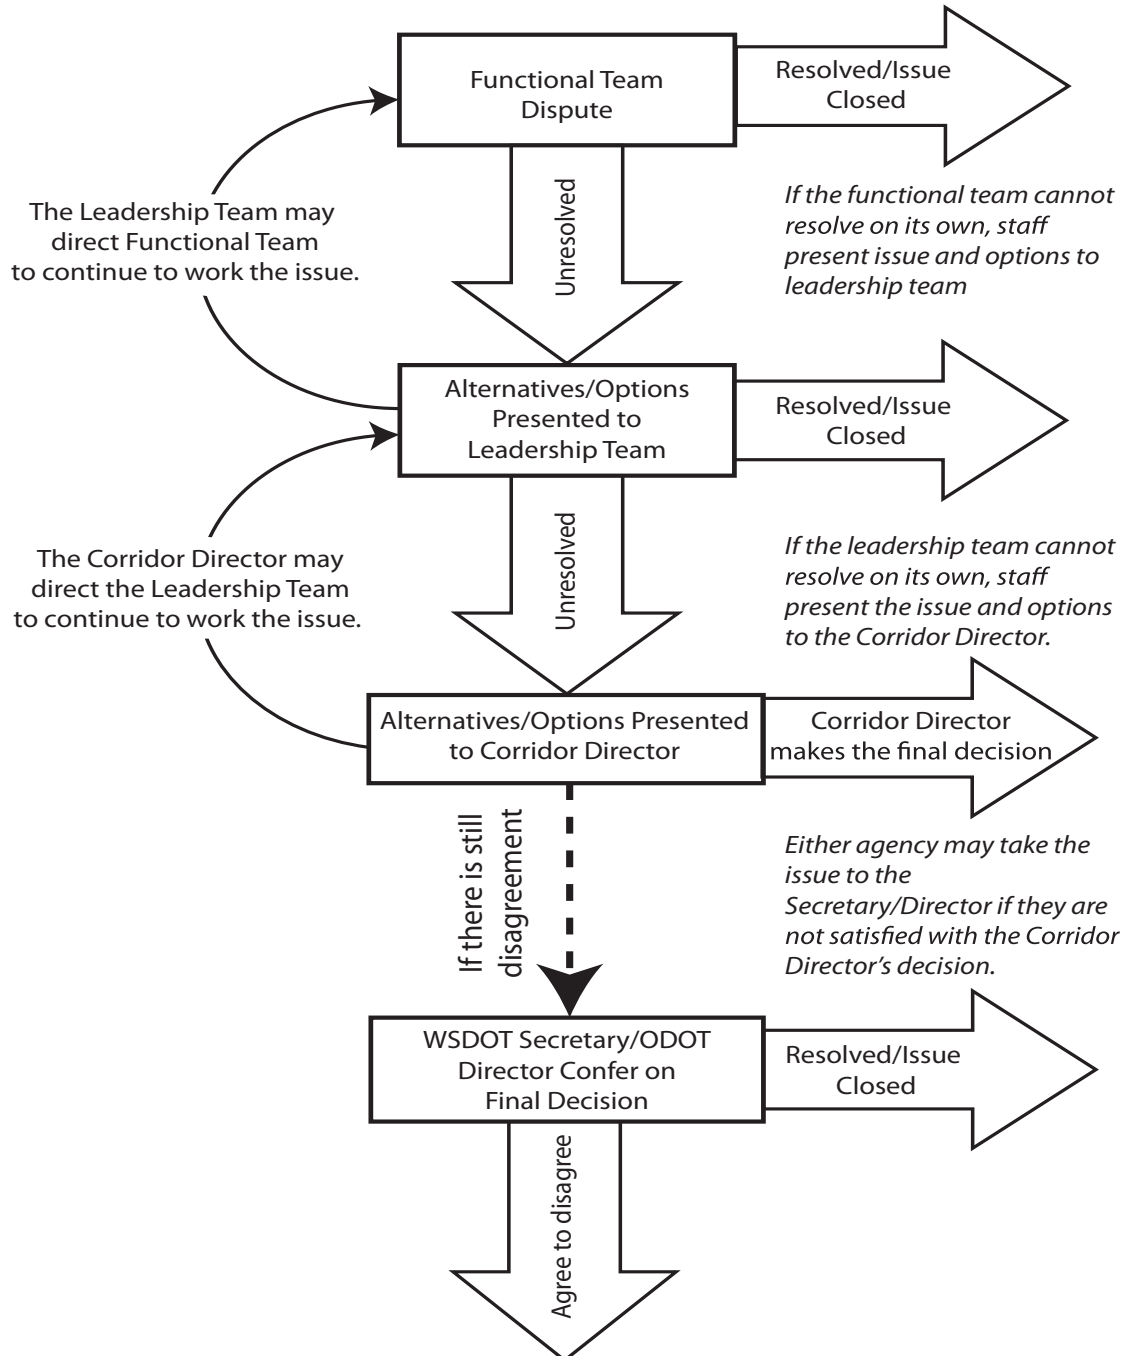 Functional Team
Dispute
Resolved/Issue
Closed
The Leadership Team may
direct Functional Team
to continue to work the issue.
Unresolved
If the functional team cannot
resolve on its own, staff
present issue and options to
leadership team
Alternatives/Options
Presented to
Leadership Team
Resolved/Issue
Closed
The Corridor Director may
direct the Leadership Team
to continue to work the issue.
Unresolved
If the leadership team cannot
resolve on its own, staff
present the issue and options
to the Corridor Director.
Alternatives/Options Presented
to Corridor Director
Corridor Director
makes the final decision
If there is still
disagreement
Either agency may take the
issue to the
Secretary/Director if they are
not satisfied with the Corridor
Director’s decision.
WSDOT Secretary/ODOT
Director Confer on
Final Decision
Resolved/Issue
Closed
Agree to disagree